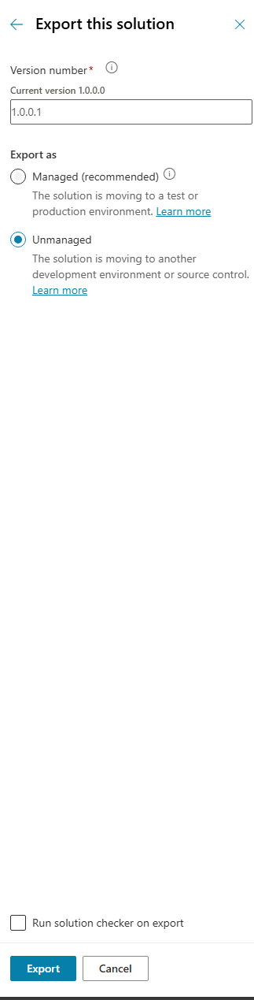 Export this solution
Version number*
Current version 1.0.0.0
1.0.0.1
Export as
Managed (recommended)
The solution is moving to a test or
production environment. Learn more
Unmanaged
The solution is moving to another
development environment or source control.
Learn more
Run solution checker on export
Export Cancel